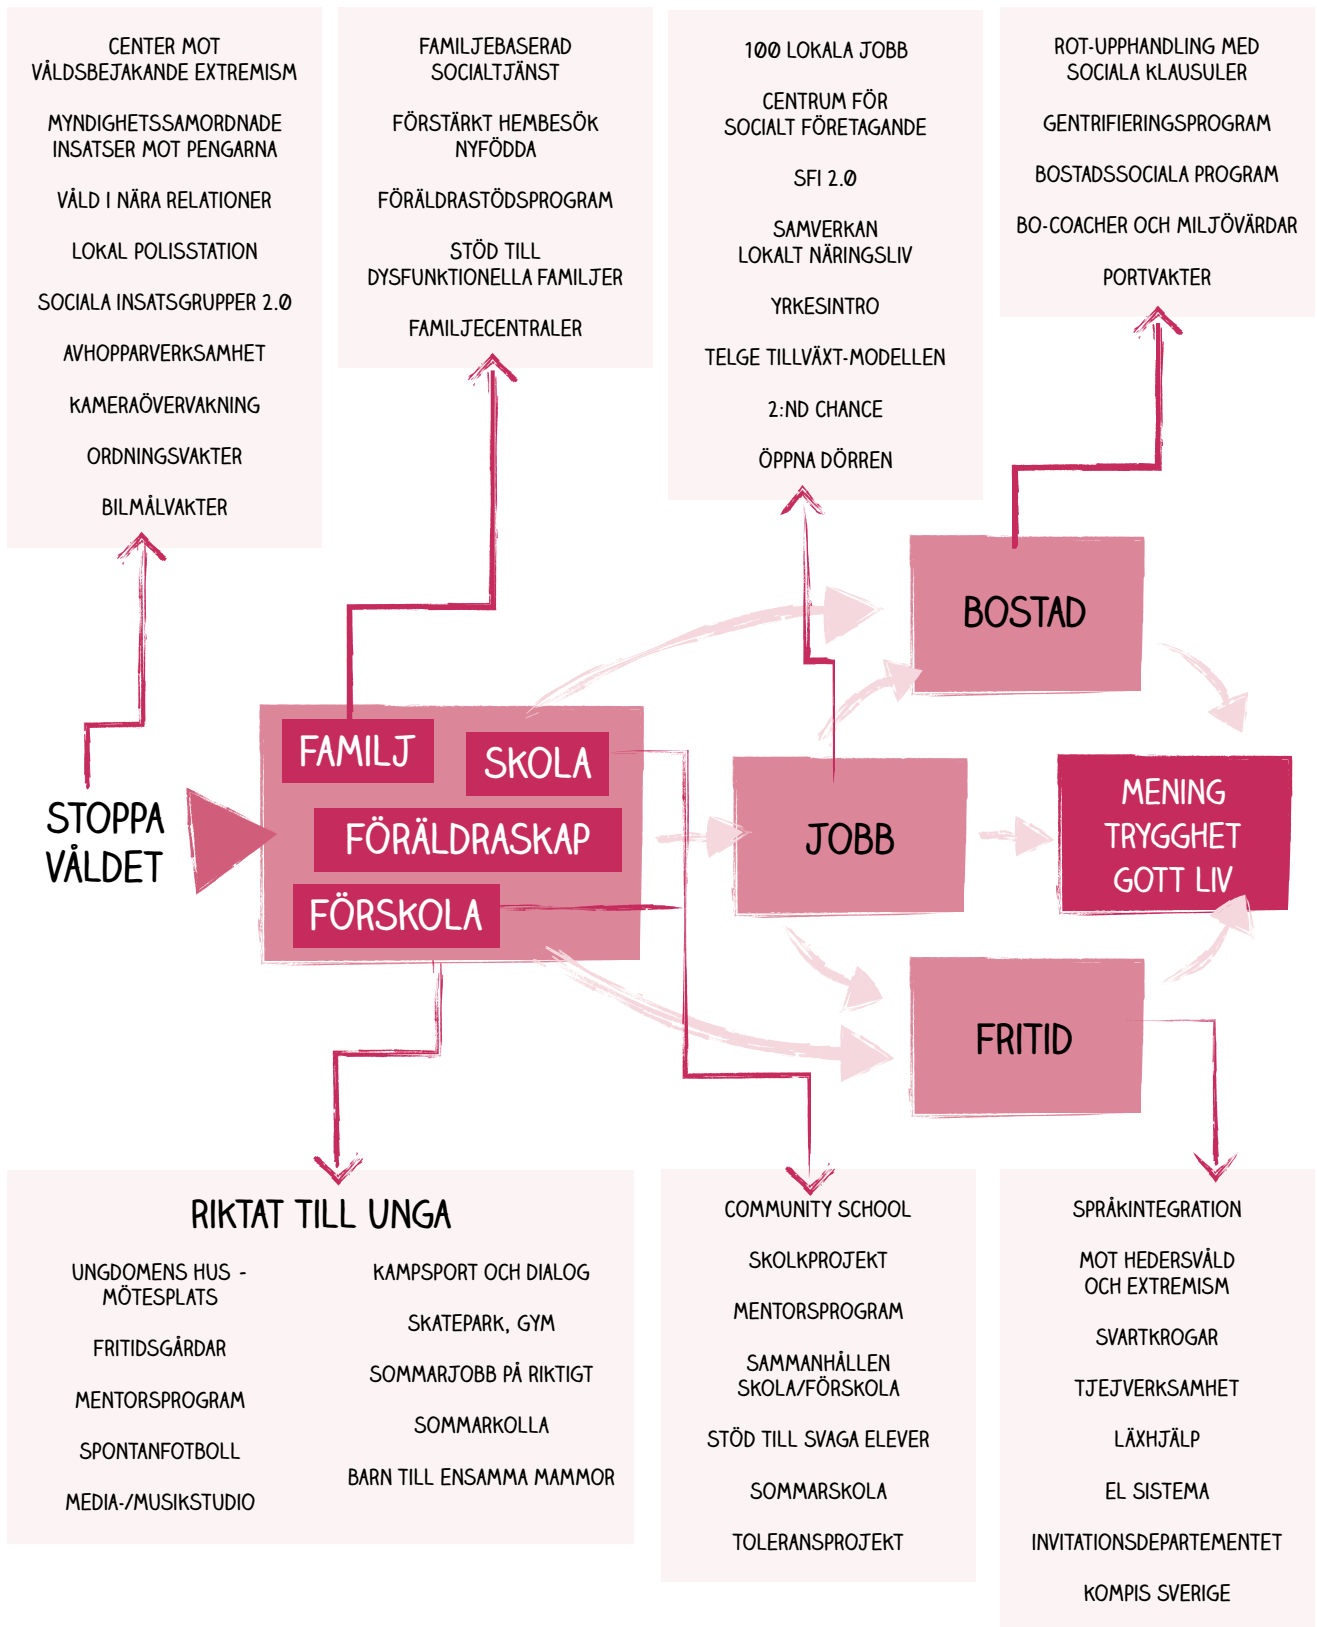 CENTER MOT
VÅLDSBEJAKANDE EXTREMISM
MYNDIGHETSSAMORDNADE
INSATSER MOT PENGARNA
VÅLD I NÄRA RELATIONER
LOKAL POLISSTATION
SOCIALA INSATSGRUPPER 2.0
AVHOPPARVERKSAMHET
KAMERAÖVERVAKNING
ORDNINGSVAKTER
BILMÅLVAKTER
FAMILJEBASERAD
SOCIALTJÄNST
FÖRSTÄRKT HEMBESÖK
NYFÖDDA
FÖRÄLDRASTÖDSPROGRAM
STÖD TILL
DYSFUNKTIONELLA FAMILJER
FAMILJECENTRALER
100 LOKALA JOBB
CENTRUM FÖR
SOCIALT FÖRETAGANDE
SFI 2.0
SAMVERKAN
LOKALT NÄRINGSLIV
YRKESINTRO
TELGE TILLVÄXT-MODELLEN
2:ND CHANCE
ÖPPNA DÖRREN
ROT-UPPHANDLING MED
SOCIALA KLAUSULER
GENTRIFIERINGSPROGRAM
BOSTADSSOCIALA PROGRAM
BO-COACHER OCH MILJÖVÄRDAR
PORTVAKTER
STOPPA
VÅLDET
FAMILJ
SKOLA
FÖRÄLDRASKAP
FÖRSKOLA
BOSTAD
JOBB
FRITID
MENING
TRYGGHET
GOTT LIV
RIKTAT TILL UNGA
UNGDOMENS HUS -
MÖTESPLATS
FRITIDSGÅRDAR
MENTORSPROGRAM
SPONTANFOTBOLL
MEDIA-/MUSIKSTUDIO
KAMPSPORT OCH DIALOG
SKATEPARK, GYM
SOMMARJOBB PÅ RIKTIGT
SOMMARKOLLA
BARN TILL ENSAMMA MAMMOR
COMMUNITY SCHOOL
SKOLKPROJEKT
MENTORSPROGRAM
SAMMANHÅLLEN
SKOLA/FÖRSKOLA
STÖD TILL SVAGA ELEVER
SOMMARSKOLA
TOLERANSPROJEKT
SPRÅKINTEGRATION
MOT HEDERSVÅLD
OCH EXTREMISM
SVARTKROGAR
TJEJVERKSAMHET
LÄXHJÄLP
EL SISTEMA
INVITATIONSDEPARTEMENTET
KOMPIS SVERIGE